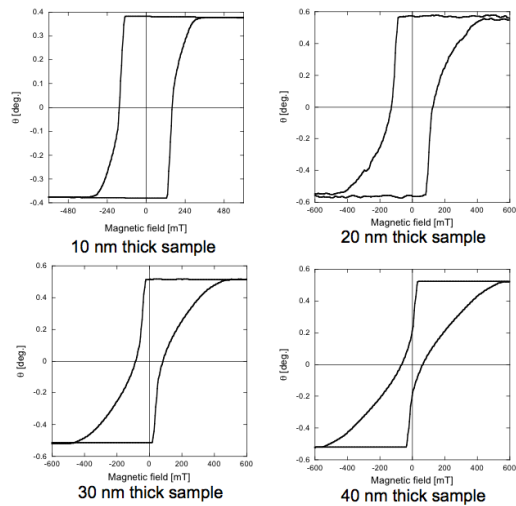 0.4
0.3
0.2
0.1
0
-0.1
-0.2
-0.3
-0.4
θ [deg.]
-480 -240 0 240 480
Magnetic field [mT]
10 nm thick sample
0.6
0.4
0.2
0
-0.2
-0.4
-0.6
θ [deg.]
-600 -400 -200 0 200 400 600
Magnetic field [mT]
20 nm thick sample
0.6
0.4
0.2
0
-0.2
-0.4
-0.6
θ [deg.]
-600 -400 -200 0 200 400 600
Magnetic field [mT]
30 nm thick sample
0.6
0.4
0.2
0
-0.2
-0.4
-0.6
θ [deg.]
-600 -400 -200 0 200 400 600
Magnetic field [mT]
40 nm thick sample